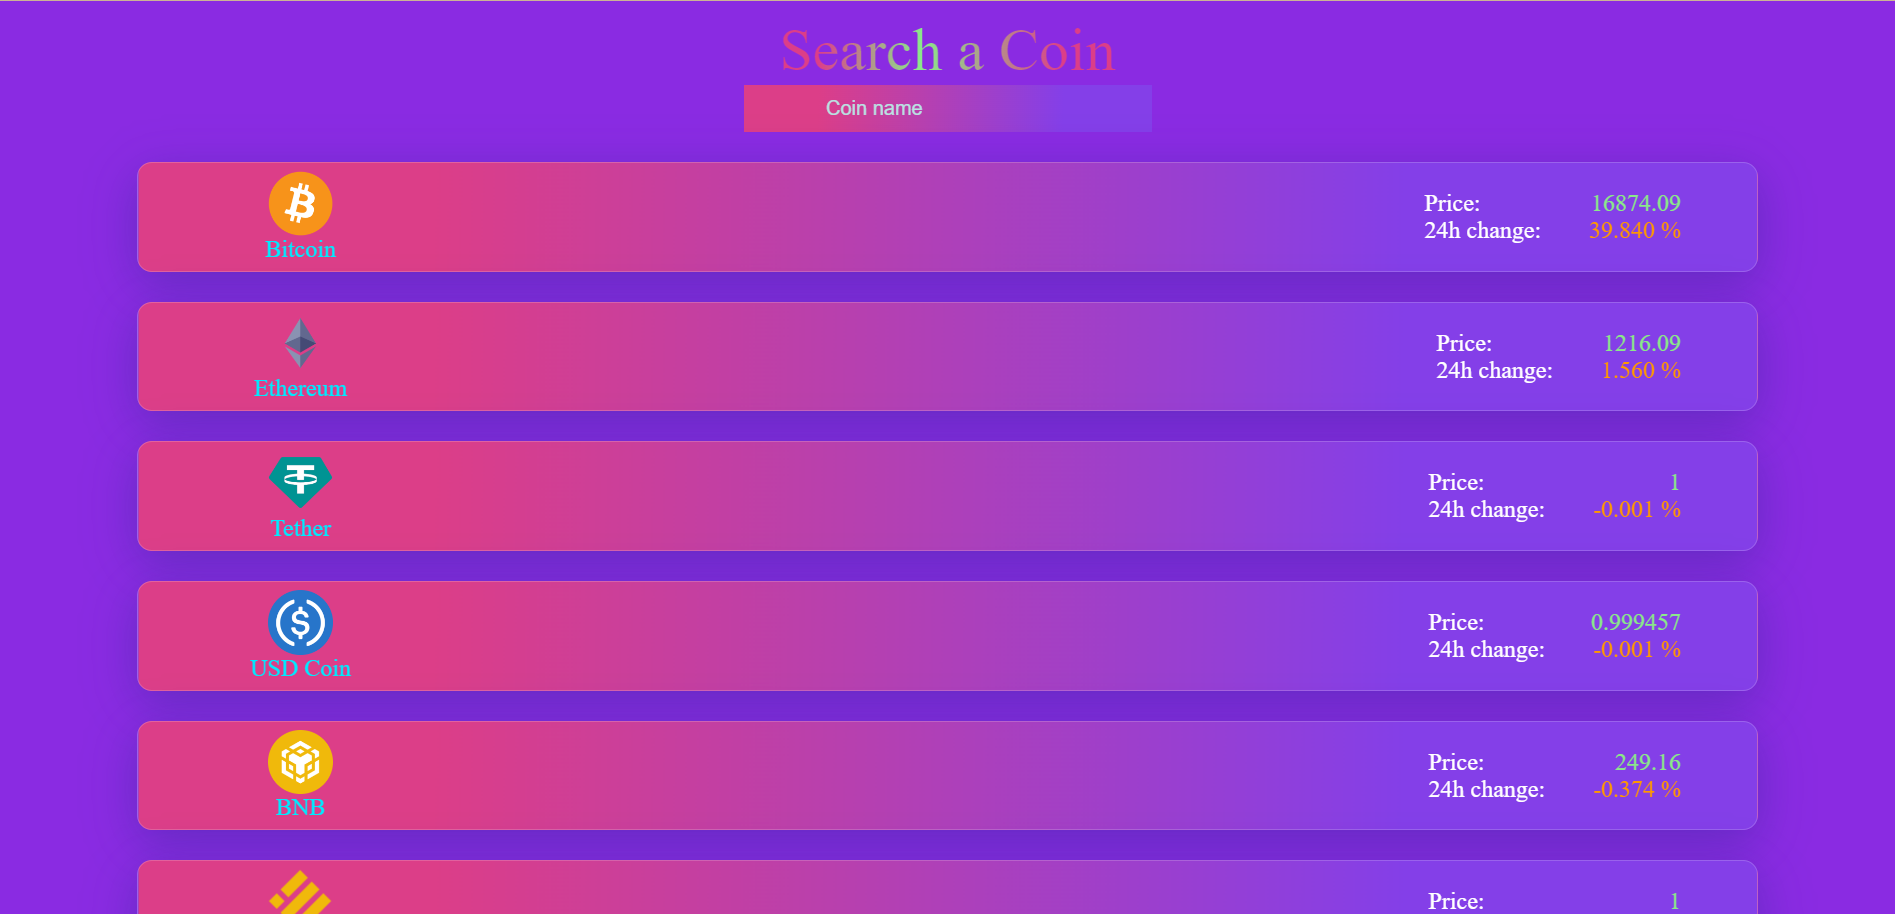 Search a Coin
Coin name
Bitcoin
Price: 16874.09
24h change: 39.840 %
Ethereum
Price: 1216.09
24h change: 1.560 %
Tether
Price: 1
24h change: -0.001 %
USD Coin
Price: 0.999457
24h change: -0.001 %
BNB
Price: 249.16
24h change: -0.374 %
Price: 1